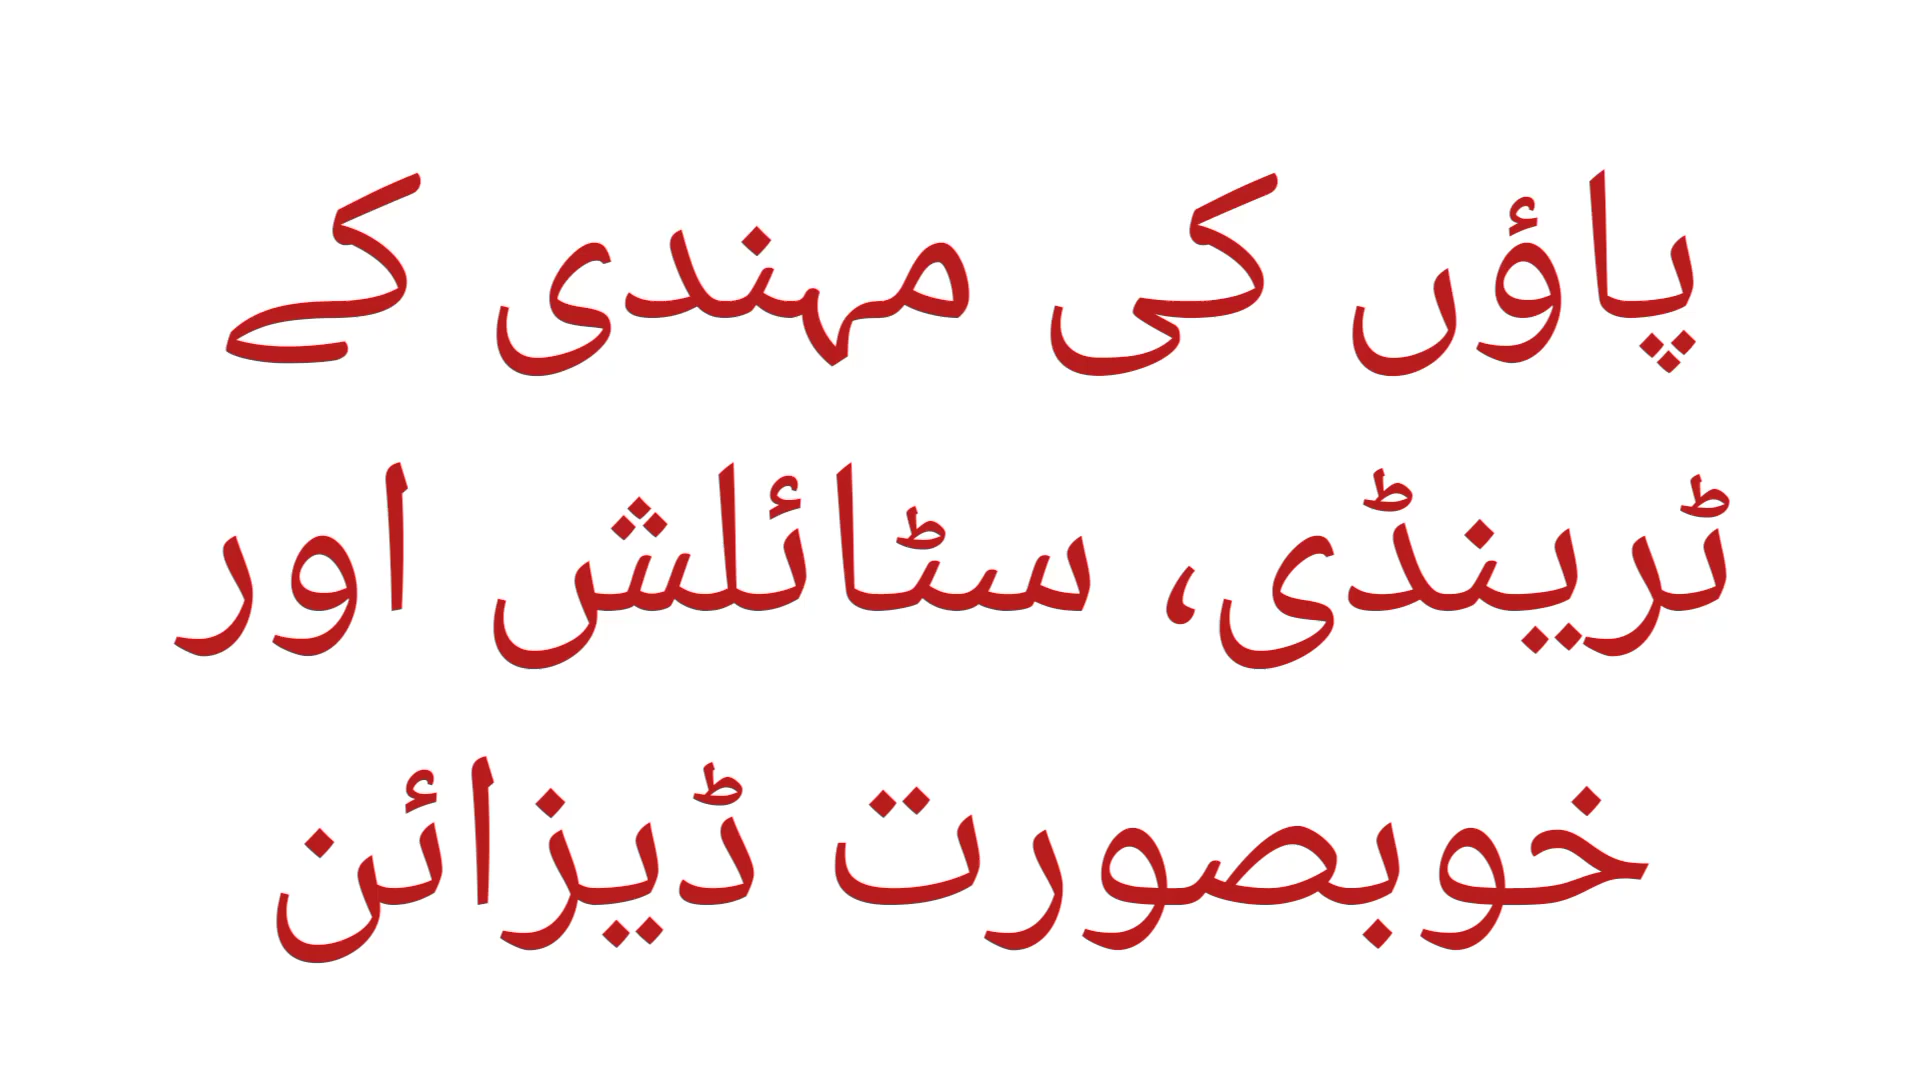 پاؤں کی مہندی کے
ٹرینڈی، سٹائلش اور
خوبصورت ڈیزائن